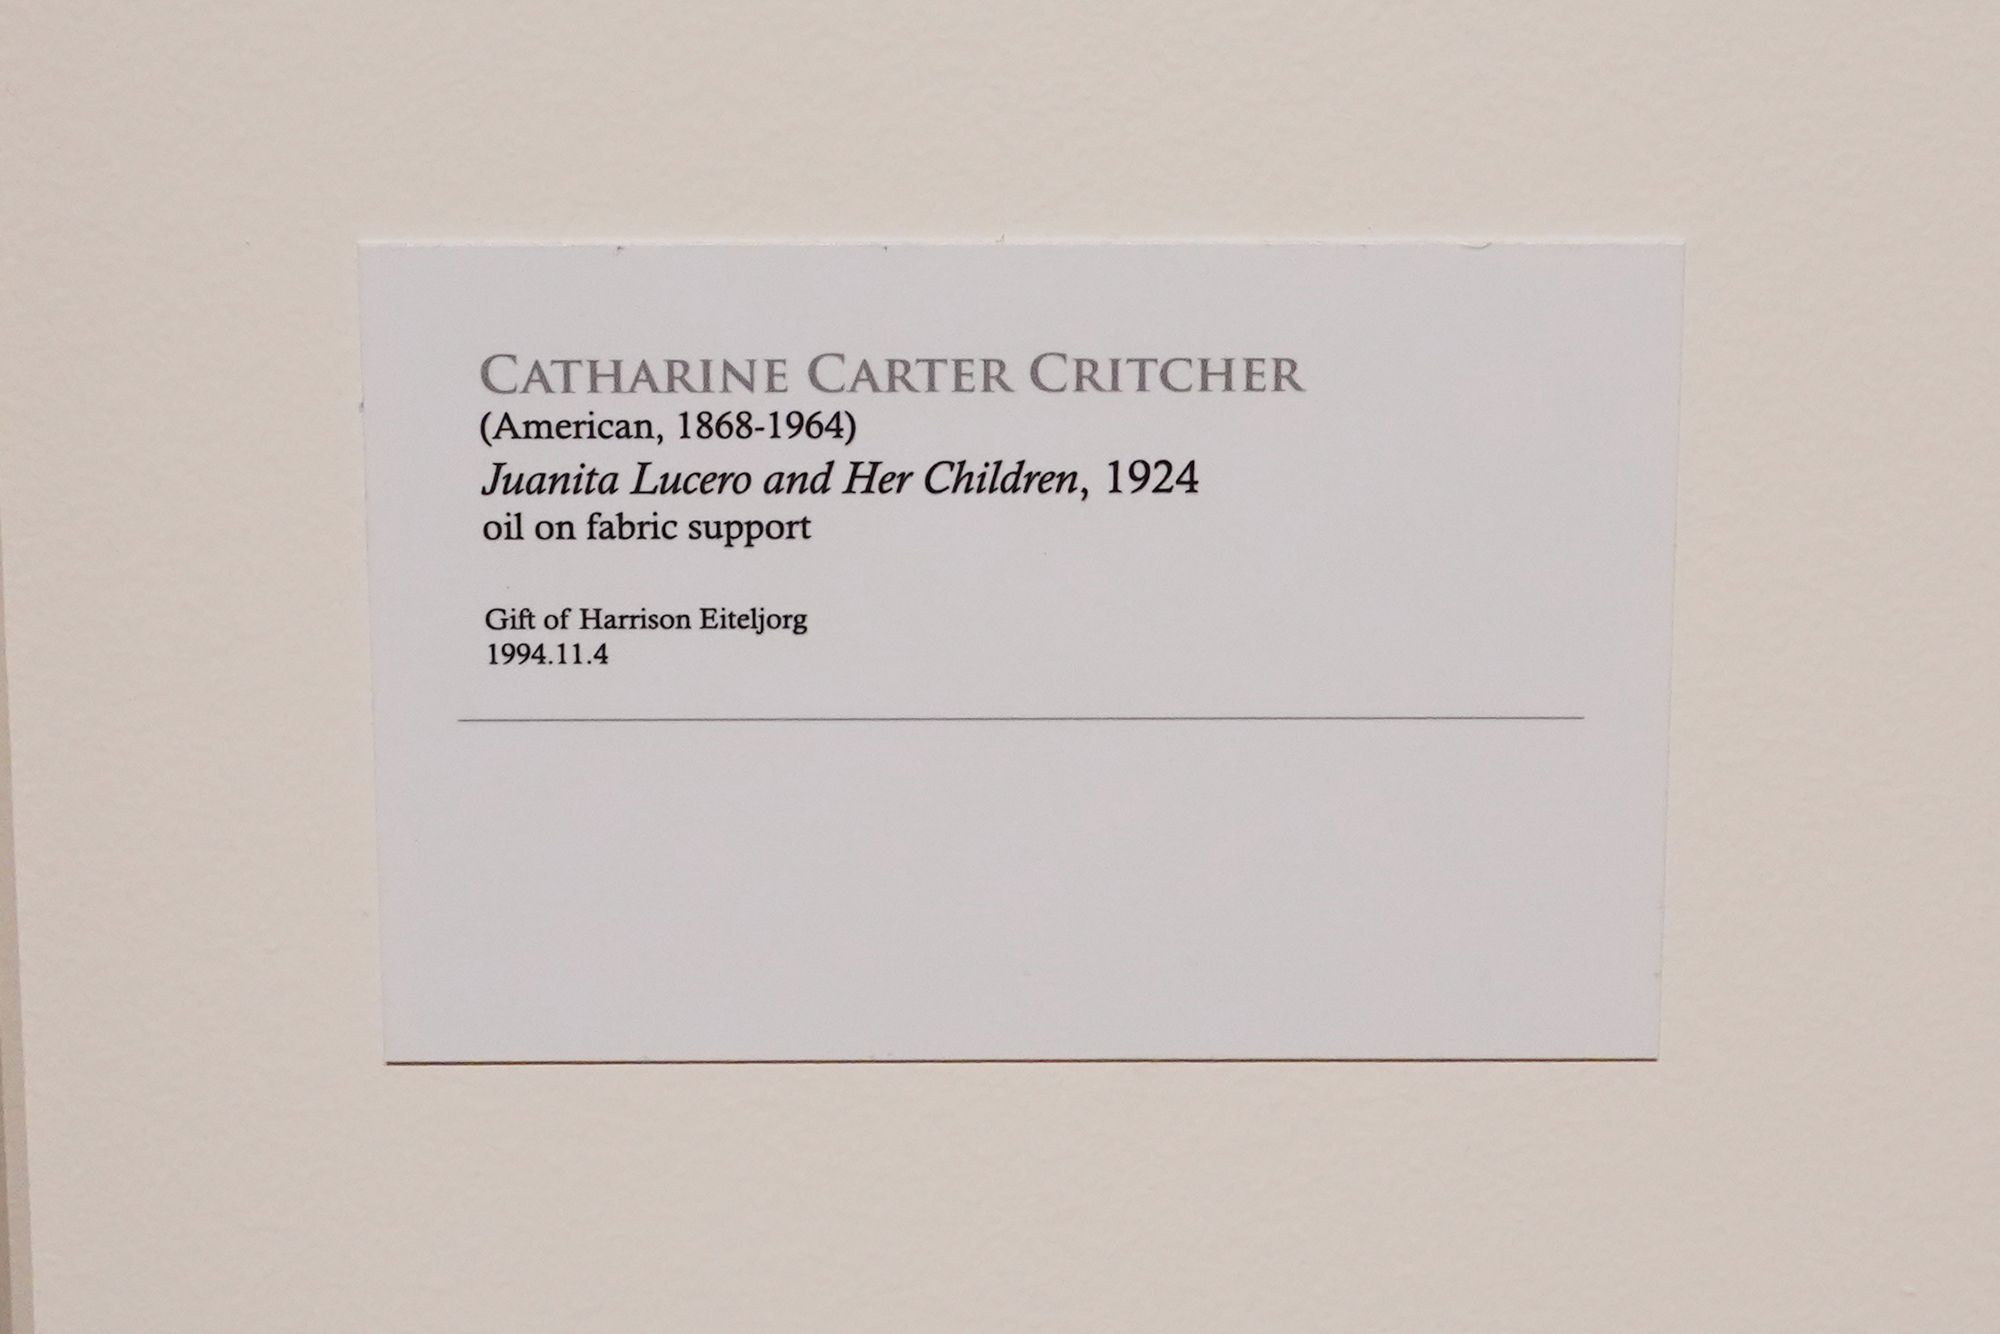 CATHARINE CARTER CRITCHER
(American, 1868-1964)
Juanita Lucero and Her Children, 1924
oil on fabric support
Gift of Harrison Eiteljorg
1994.11.4